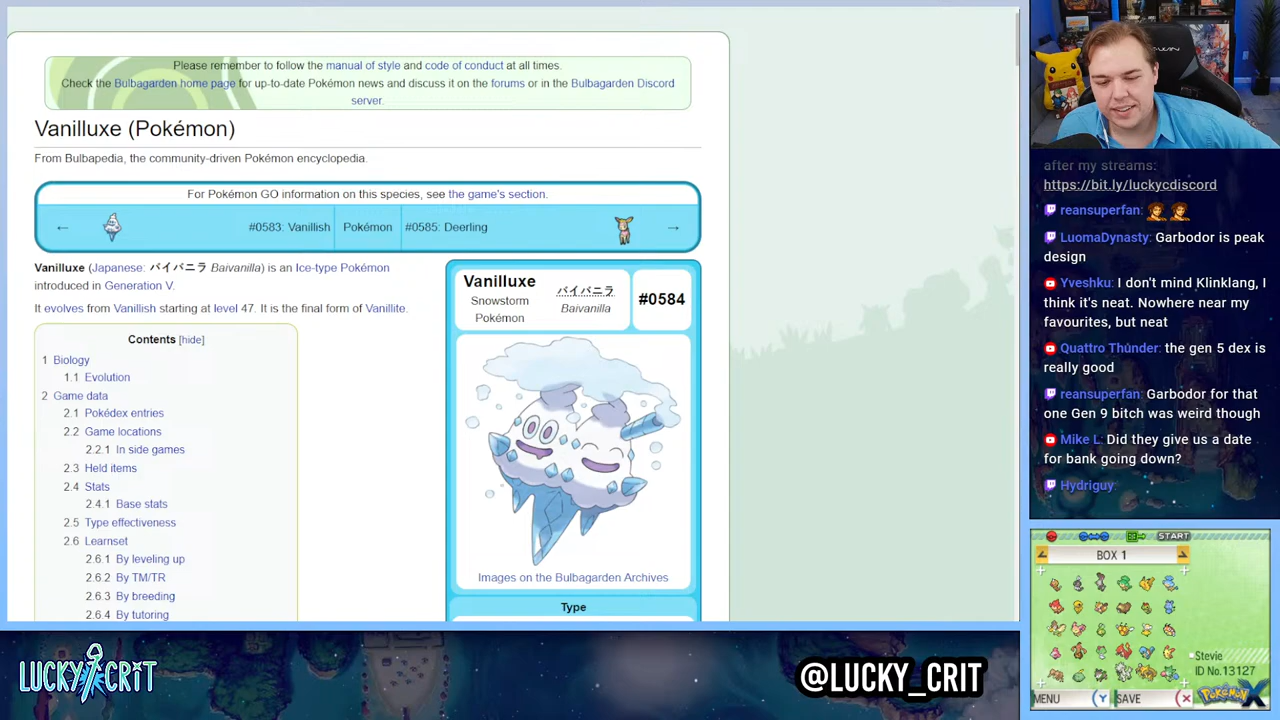 Please remember to follow the manual of style and code of conduct at all times.
Check the Bulbagarden home page for up-to-date Pokémon news and discuss it on the forums or in the Bulbagarden Discord
server.
Vanilluxe (Pokémon)
From Bulbapedia, the community-driven Pokémon encyclopedia.
For Pokémon GO information on this species, see the game's section.
← #0583: Vanillish Pokémon #0585: Deerling →
Vanilluxe (Japanese: バイバニラ Baivanilla) is an Ice-type Pokémon
introduced in Generation V.
It evolves from Vanillish starting at level 47. It is the final form of Vanillite.
Contents [hide]
1 Biology
1.1 Evolution
2 Game data
2.1 Pokédex entries
2.2 Game locations
2.2.1 In side games
2.3 Held items
2.4 Stats
2.4.1 Base stats
2.5 Type effectiveness
2.6 Learnset
2.6.1 By leveling up
2.6.2 By TM/TR
2.6.3 By breeding
2.6.4 By tutoring
Vanilluxe
Snowstorm
Pokémon
バイバニラ
Baivanilla
#0584
Images on the Bulbagarden Archives
Type
after my streams:
https://bit.ly/luckycdiscord
reansuperfan:
LuomaDynasty: Garbodor is peak
design
Yveshku: I don't mind Klinklang, I
think it's neat. Nowhere near my
favourites, but neat
Quattro Thunder: the gen 5 dex is
really good
reansuperfan: Garbodor for that
one Gen 9 bitch was weird though
Mike L: Did they give us a date
for bank going down?
Hydriguy:
START
BOX 1
Stevie
ID No.13127
MENU Y SAVE X
Pokémon X
LUCKY CRIT
@LUCKY_CRIT